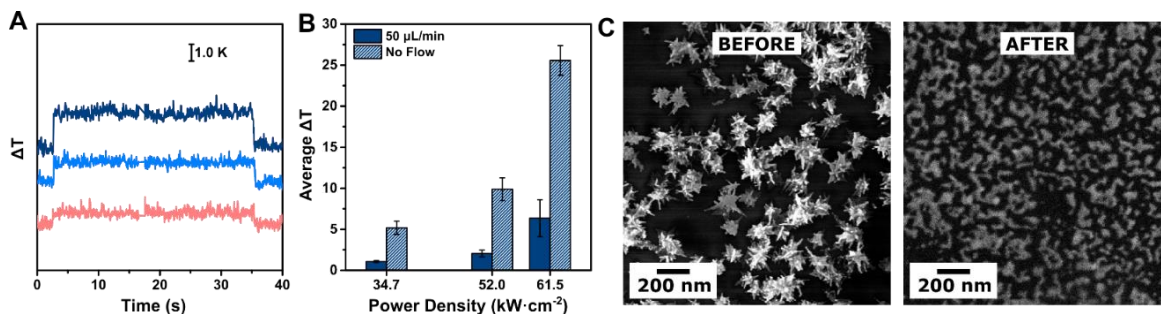 A
1.0 K
ΔT
0 10 20 30 40
Time (s)
B
50 µL/min
No Flow
Average ΔT
30
25
20
15
10
5
0
34.7 52.0 61.5
Power Density (kW·cm⁻²)
C
BEFORE
200 nm
AFTER
200 nm